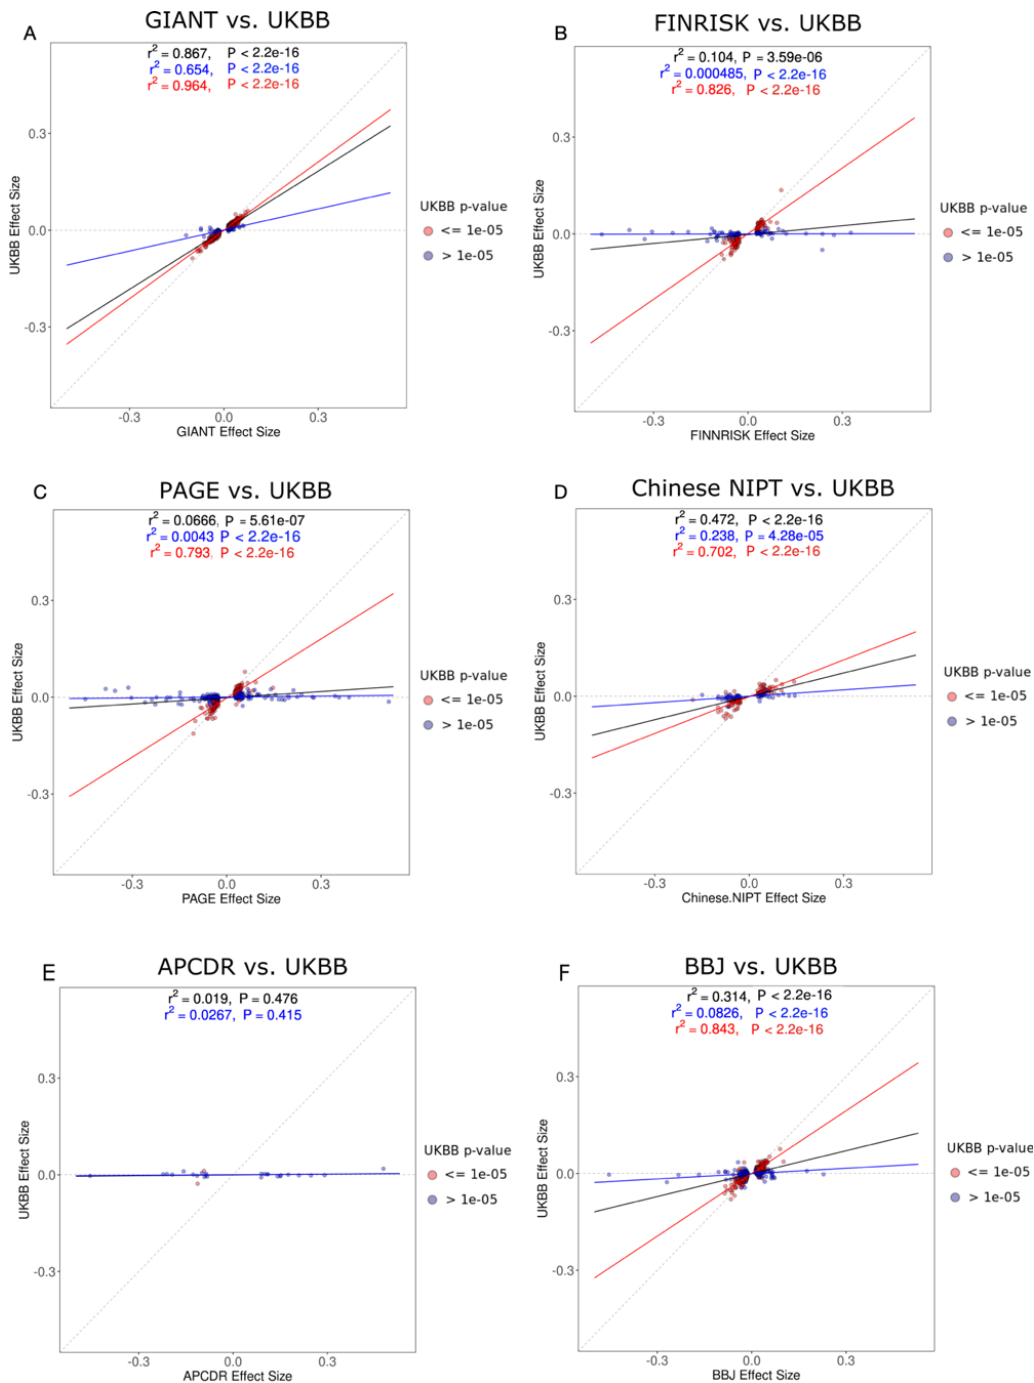 A
GIANT vs. UKBB
r² = 0.867, P < 2.2e-16
r² = 0.654, P < 2.2e-16
r² = 0.964, P < 2.2e-16
UKBB Effect Size
0.3
0.0
-0.3
-0.3 0.0 0.3
GIANT Effect Size
UKBB p-value
<= 1e-05
> 1e-05
B
FINRISK vs. UKBB
r² = 0.104, P = 3.59e-06
r² = 0.000485, P < 2.2e-16
r² = 0.826, P < 2.2e-16
UKBB Effect Size
0.3
0.0
-0.3
-0.3 0.0 0.3
FINNRISK Effect Size
UKBB p-value
<= 1e-05
> 1e-05
C
PAGE vs. UKBB
r² = 0.0666, P = 5.61e-07
r² = 0.0043 P < 2.2e-16
r² = 0.793, P < 2.2e-16
UKBB Effect Size
0.3
0.0
-0.3
-0.3 0.0 0.3
PAGE Effect Size
UKBB p-value
<= 1e-05
> 1e-05
D
Chinese NIPT vs. UKBB
r² = 0.472, P < 2.2e-16
r² = 0.238, P = 4.28e-05
r² = 0.702, P < 2.2e-16
UKBB Effect Size
0.3
0.0
-0.3
-0.3 0.0 0.3
Chinese.NIPT Effect Size
UKBB p-value
<= 1e-05
> 1e-05
E
APCDR vs. UKBB
r² = 0.019, P = 0.476
r² = 0.0267, P = 0.415
UKBB Effect Size
0.3
0.0
-0.3
-0.3 0.0 0.3
APCDR Effect Size
UKBB p-value
<= 1e-05
> 1e-05
F
BBJ vs. UKBB
r² = 0.314, P < 2.2e-16
r² = 0.0826, P < 2.2e-16
r² = 0.843, P < 2.2e-16
UKBB Effect Size
0.3
0.0
-0.3
-0.3 0.0 0.3
BBJ Effect Size
UKBB p-value
<= 1e-05
> 1e-05